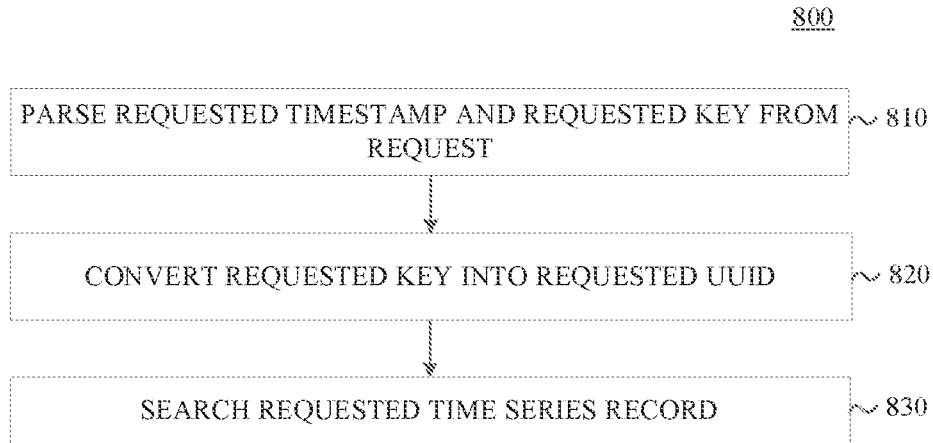 800
PARSE REQUESTED TIMESTAMP AND REQUESTED KEY FROM
REQUEST
810
CONVERT REQUESTED KEY INTO REQUESTED UUID
820
SEARCH REQUESTED TIME SERIES RECORD
830